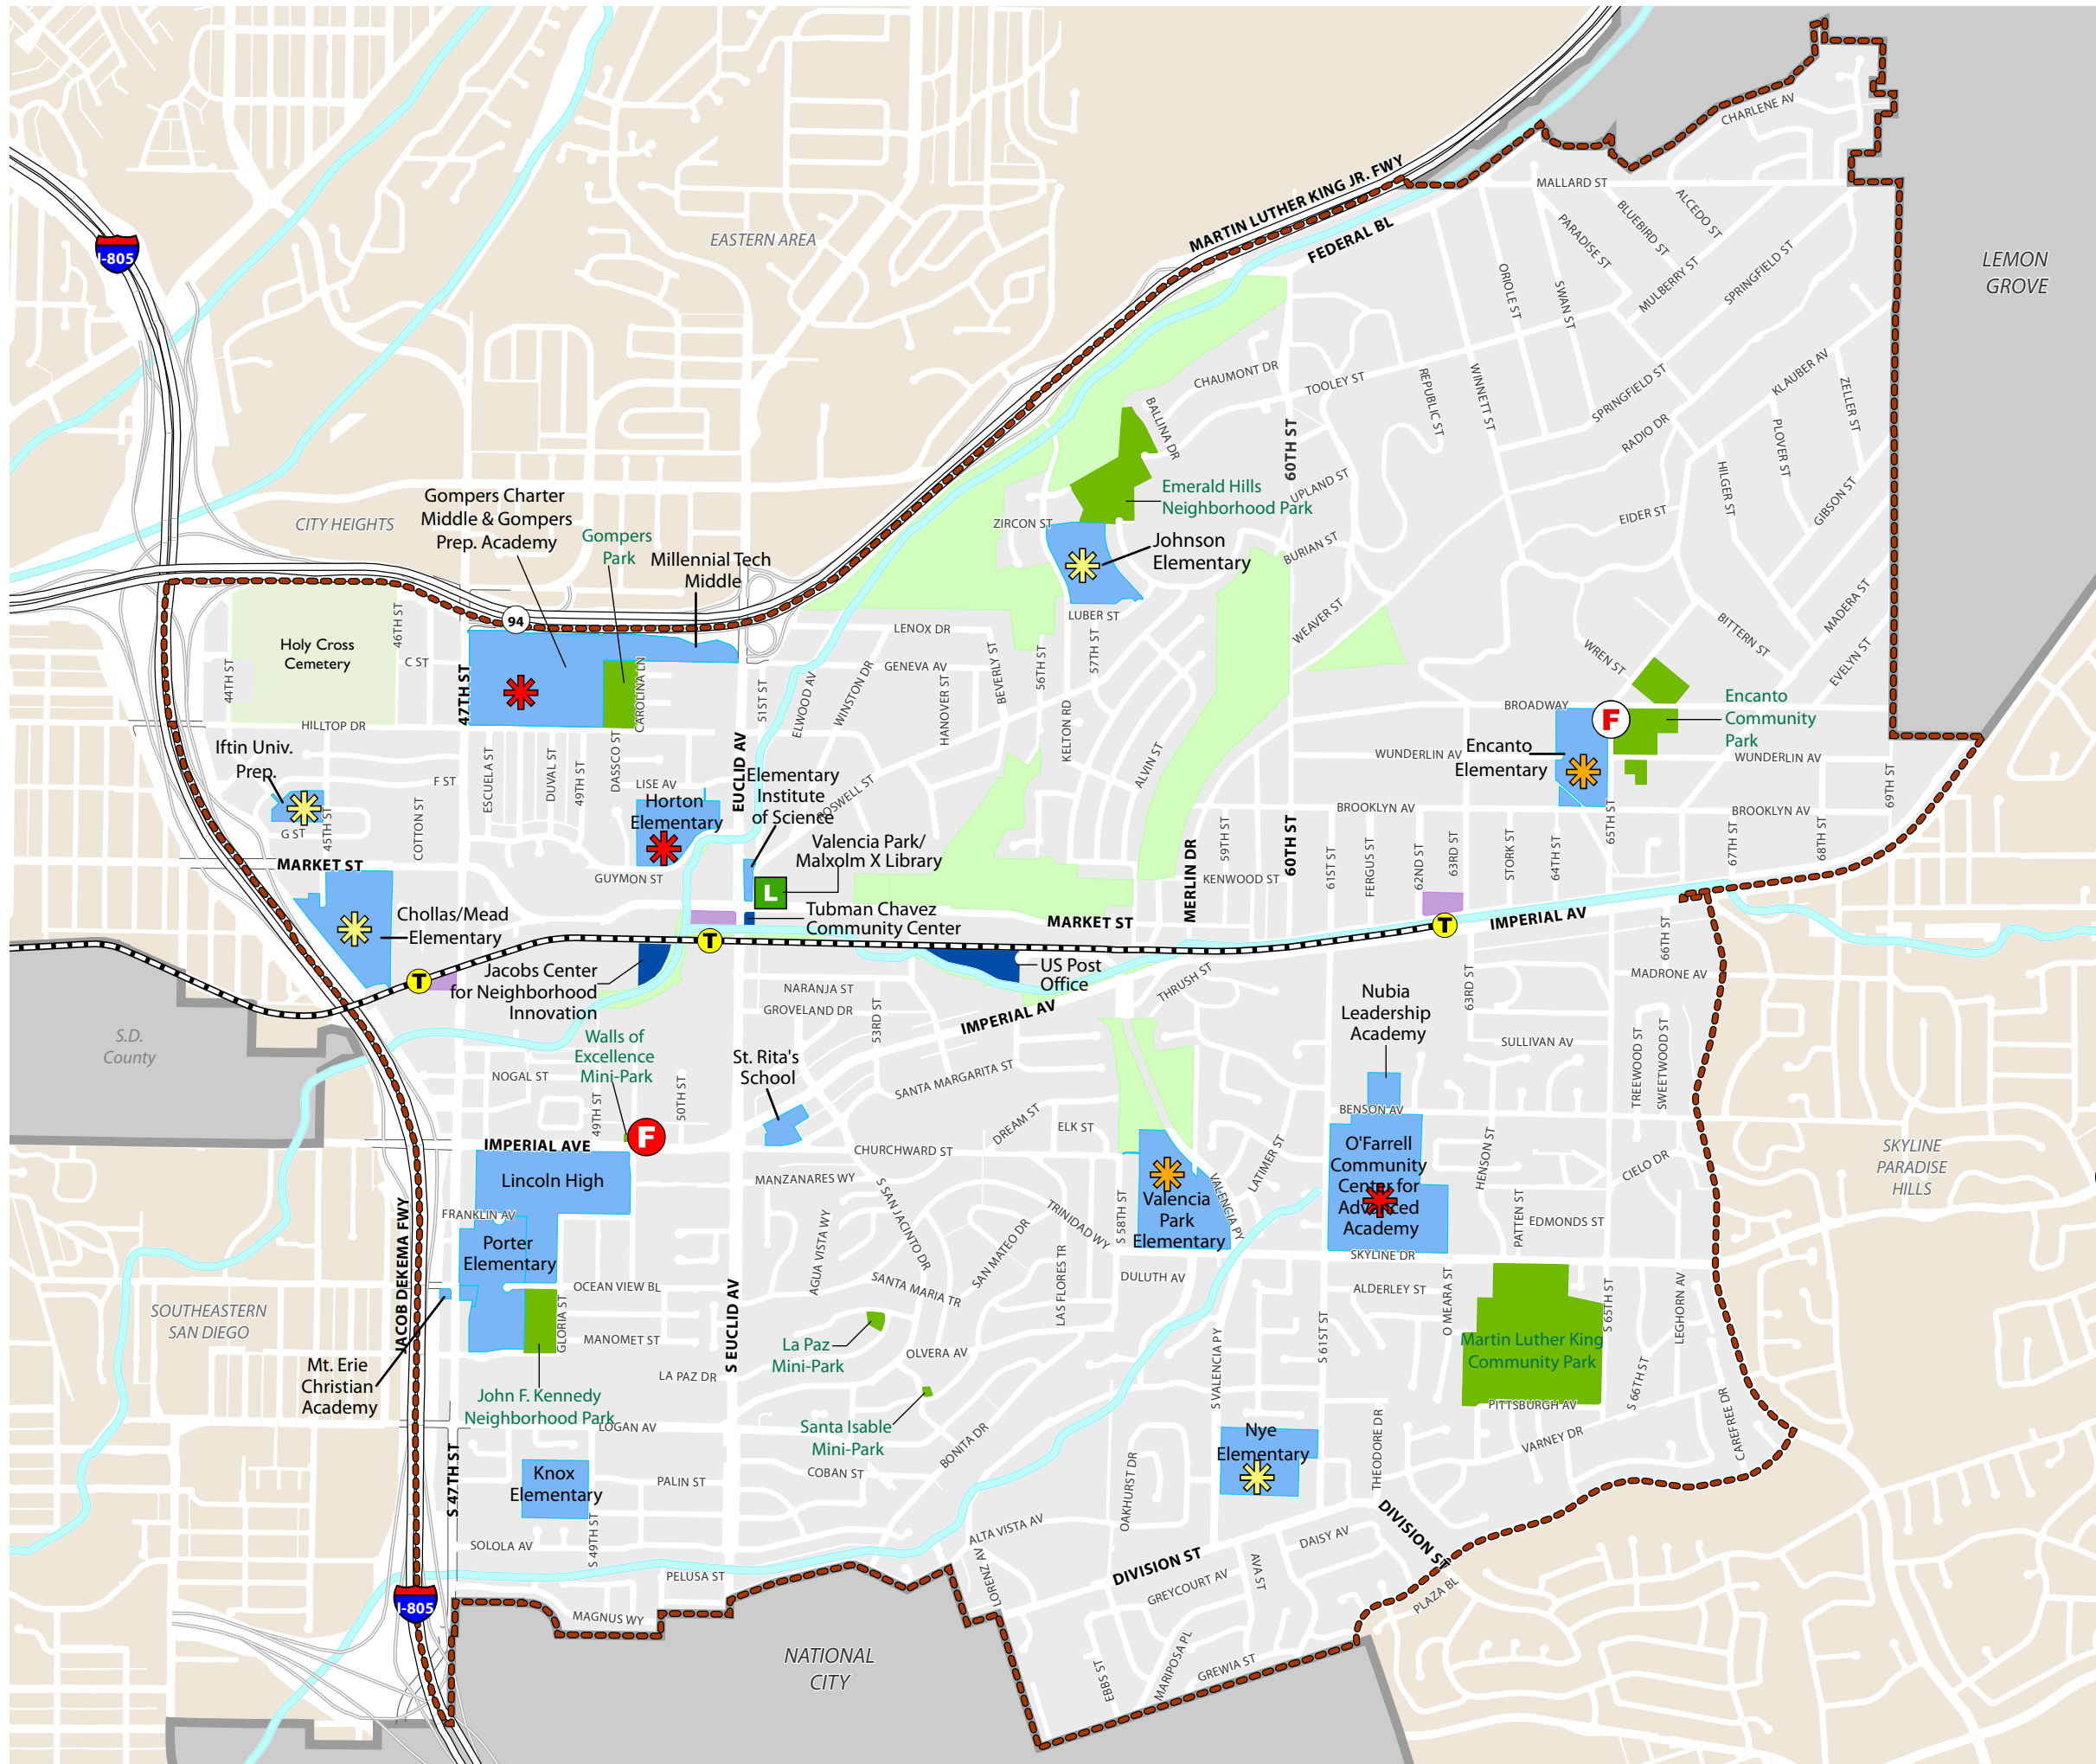 CHARLENE AV
MARTIN LUTHER KING JR. FWY
MALLARD ST
ALCEDO ST
BLUEBIRD ST
PARADISE ST
FEDERAL BL
EASTERN AREA
I-805
LEMON
GROVE
MULBERRY ST
SPRINGFIELD ST
ORIOLE ST
SWAN ST
CHAUMONT DR
TOOLEY ST
REPUBLIC ST
WINNETT ST
SPRINGFIELD ST
KLAUBER AV
ZELLER ST
BALLINA DR
60TH ST
RADIO DR
PLOVER ST
HILGER ST
GIBSON ST
Gompers Charter
Middle & Gompers
Prep. Academy
CITY HEIGHTS
Gompers
Park
Millennial Tech
Middle
ZIRCON ST
Emerald Hills
Neighborhood Park
UPLAND ST
EIDER ST
Johnson
Elementary
BURIAN ST
94
LUBER ST
LENOX DR
WEAVER ST
MADERA ST
BITTERN ST
EVELYN ST
WREN ST
Holy Cross
Cemetery
46TH ST
C ST
44TH ST
47TH ST
CAROLINA LN
GENEVA AV
BEVERLY ST
56TH ST
57TH ST
51ST ST
ELWOOD AV
WINSTON DR
HANOVER ST
KELTON RD
HILLTOP DR
BROADWAY
F
Encanto
Community
Park
Iftin Univ.
Prep.
F ST
ESCUELA ST
DUVAL ST
49TH ST
DASSCO ST
EUCLID AV
LISE AV
Horton
Elementary
Elementary
Institute
of Science
ROSWELL ST
ALVIN ST
WUNDERLIN AV
Encanto
Elementary
WUNDERLIN AV
69TH ST
G ST
45TH ST
COTTON ST
BROOKLYN AV
BROOKLYN AV
65TH ST
MARKET ST
GUYMON ST
Valencia Park/
Malxolm X Library
L
MERLIN DR
59TH ST
60TH ST
61ST ST
FERGUS ST
62ND ST
63RD ST
STORK ST
64TH ST
67TH ST
68TH ST
KENWOOD ST
Chollas/Mead
Elementary
Tubman Chavez
Community Center
MARKET ST
IMPERIAL AV
66TH ST
T
T
T
Jacobs Center
for Neighborhood
Innovation
US Post
Office
NARANJA ST
GROVELAND DR
53RD ST
IMPERIAL AV
THRUSH ST
63RD ST
MADRONE AV
Nubia
Leadership
Academy
S.D.
County
Walls of
Excellence
Mini-Park
St. Rita's
School
SULLIVAN AV
TREEWOOD ST
SWEETWOOD ST
NOGAL ST
49TH ST
50TH ST
SANTA MARGARITA ST
DREAM ST
ELK ST
BENSON AV
IMPERIAL AVE
F
CHURCHWARD ST
LATIMER ST
O'Farrell
Community
Center for
Advanced
Academy
HENSON ST
CIELO DR
SKYLINE
PARADISE
HILLS
Lincoln High
MANZANARES WY
S SAN JACINTO DR
TRINIDAD WY
S 58TH ST
Valencia
Park
Elementary
VALENCIA PY
PATTEN ST
EDMONDS ST
JACOB DEKEMA FWY
FRANKLIN AV
Porter
Elementary
AGUA VISTA WY
SAN MATEO DR
LAS FLORES TR
SKYLINE DR
OCEAN VIEW BL
SANTA MARIA TR
DULUTH AV
ALDERLEY ST
O MEARA ST
S 65TH ST
LEGHORN AV
SOUTHEASTERN
SAN DIEGO
GLORIA ST
MANOMET ST
S EUCLID AV
La Paz
Mini-Park
OLVERA AV
S VALENCIA PY
S 61ST ST
Martin Luther King
Community Park
Mt. Erie
Christian
Academy
LA PAZ DR
John F. Kennedy
Neighborhood Park
LOGAN AV
Santa Isable
Mini-Park
BONITA DR
PITTSBURGH AV
S 66TH ST
CAREFREE DR
VARNEY DR
THEODORE DR
Nye
Elementary
S 47TH ST
Knox
Elementary
PALIN ST
COBAN ST
OAKHURST DR
SOLOLA AV
S 49TH ST
ALTA VISTA AV
LORENZ AV
DIVISION ST
DAISY AV
DIVISION ST
AVA ST
GREYCOURT AV
PLAZA BL
PELUSA ST
I-805
MAGNUS WY
NATIONAL
CITY
EBBS ST
MARIPOSA PL
GREWIA ST